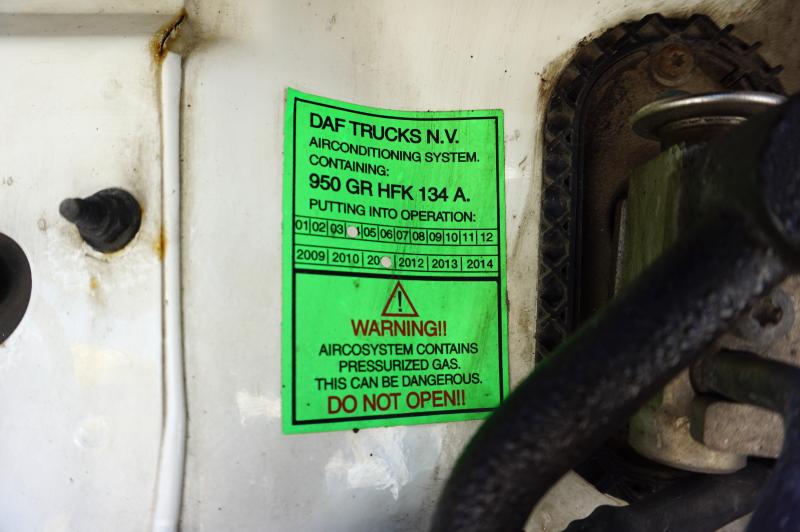 DAF TRUCKS N.V.
AIRCONDITIONING SYSTEM.
CONTAINING:
950 GR HFK 134 A.
PUTTING INTO OPERATION:
01 02 03 05 06 07 08 09 10 11 12
2009 2010 20 2012 2013 2014
WARNING!!
AIRCOSYSTEM CONTAINS
PRESSURIZED GAS.
THIS CAN BE DANGEROUS.
DO NOT OPEN!!